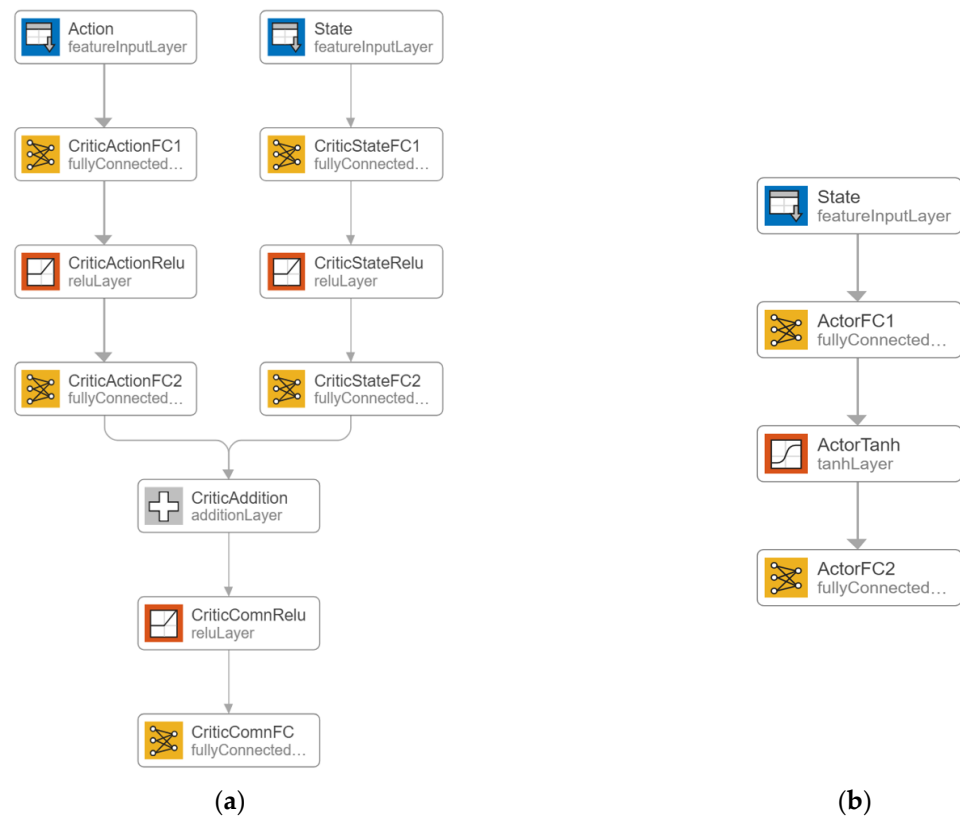 Action
featureInputLayer
State
featureInputLayer
CriticActionFC1
fullyConnected...
CriticStateFC1
fullyConnected...
CriticActionRelu
reluLayer
CriticStateRelu
reluLayer
CriticActionFC2
fullyConnected...
CriticStateFC2
fullyConnected...
CriticAddition
additionLayer
CriticComnRelu
reluLayer
CriticComnFC
fullyConnected...
(a)
State
featureInputLayer
ActorFC1
fullyConnected...
ActorTanh
tanhLayer
ActorFC2
fullyConnected...
(b)